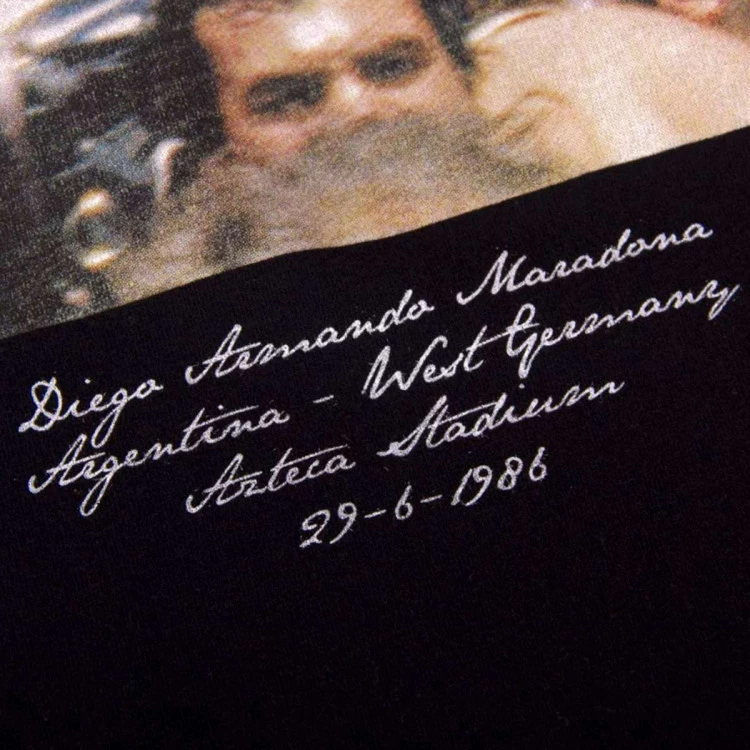 Diego Armando Maradona
Argentina - West Germany
Azteca Stadium
29-6-1986